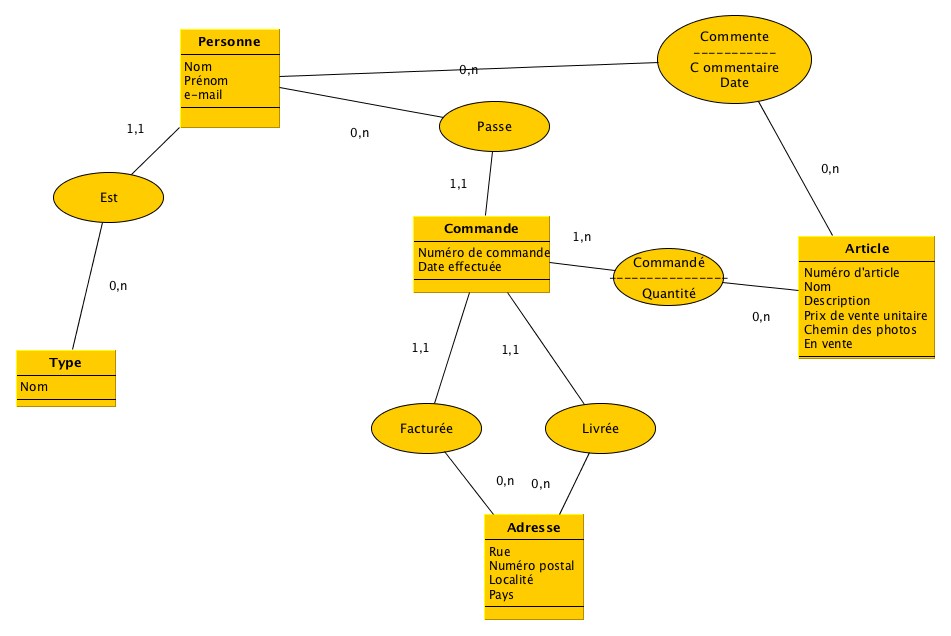 Personne
Nom
Prénom
e-mail
Commente
C ommentaire
Date
0,n
Passe
0,n
1,1
Est
0,n
Type
Nom
1,1
Commande
Numéro de commande
Date effectuée
1,n
Commandé
Quantité
0,n
0,n
Article
Numéro d'article
Nom
Description
Prix de vente unitaire
Chemin des photos
En vente
1,1
1,1
Facturée
Livrée
0,n
0,n
Adresse
Rue
Numéro postal
Localité
Pays